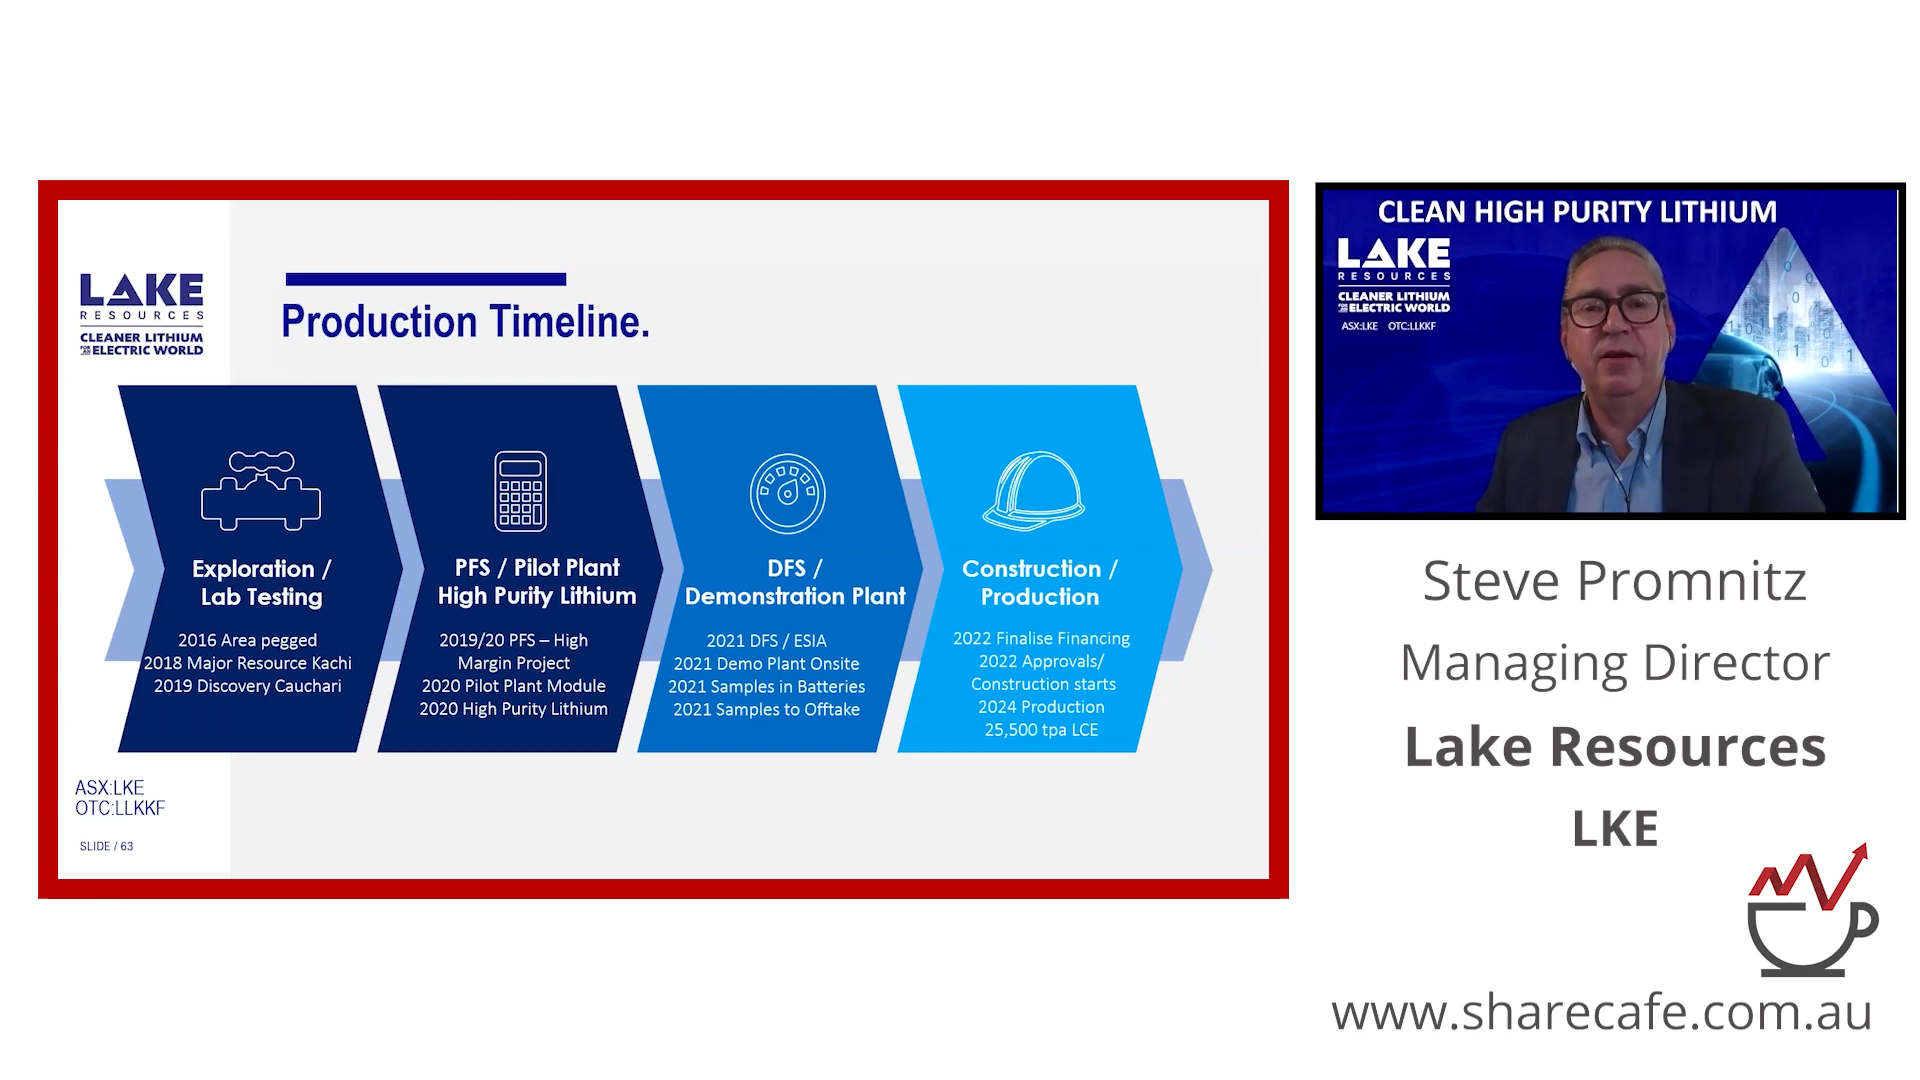 LAKE
RESOURCES
CLEANER LITHIUM
FOR AN ELECTRIC WORLD
Production Timeline.
Exploration /
Lab Testing
2016 Area pegged
2018 Major Resource Kachi
2019 Discovery Cauchari
PFS / Pilot Plant
High Purity Lithium
2019/20 PFS – High
Margin Project
2020 Pilot Plant Module
2020 High Purity Lithium
DFS /
Demonstration Plant
2021 DFS / ESIA
2021 Demo Plant Onsite
2021 Samples in Batteries
2021 Samples to Offtake
Construction /
Production
2022 Finalise Financing
2022 Approvals/
Construction starts
2024 Production
25,500 tpa LCE
ASX:LKE
OTC:LLKKF
SLIDE / 63
CLEAN HIGH PURITY LITHIUM
LAKE
RESOURCES
CLEANER LITHIUM
FOR AN ELECTRIC WORLD
ASX:LKE OTC:LLKKF
Steve Promnitz
Managing Director
Lake Resources
LKE
www.sharecafe.com.au